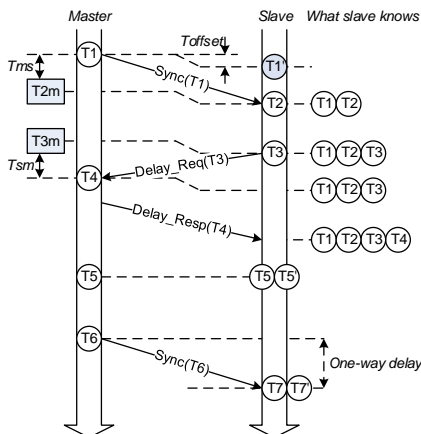 Master Slave What slave knows
Toffset
T1
Tms
Sync(T1)
T1'
T2m
T2 T1 T2
T3m
T3 T1 T2 T3
Delay_Req(T3)
Tsm
T4
T1 T2 T3
Delay_Resp(T4)
T1 T2 T3 T4
T5 T5 T5'
T6
Sync(T6)
One-way delay
T7 T7'